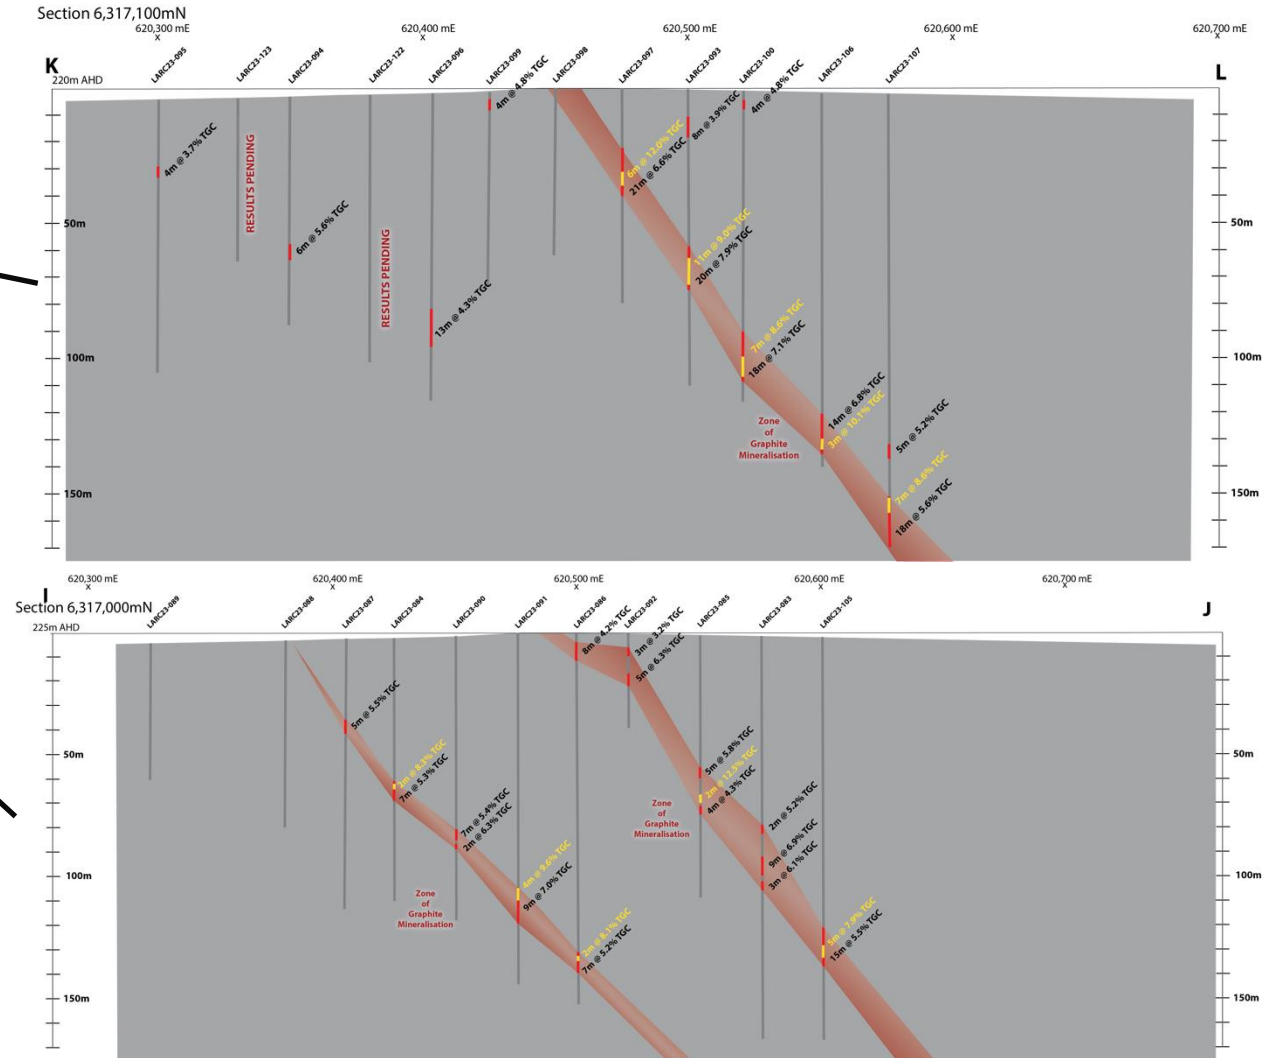 Section 6,317,100mN
620,300 mE
620,400 mE
620,500 mE
620,600 mE
620,700 mE
x
x
x
x
x
LARC23-095
LARC23-123
LARC23-094
LARC23-122
LARC23-096
LARC23-099
LARC23-098
LARC23-097
LARC23-093
LARC23-100
LARC23-106
LARC23-107
K
L
220m AHD
4m @ 3.7% TGC
RESULTS PENDING
6m @ 5.6% TGC
RESULTS PENDING
13m @ 4.3% TGC
4m @ 4.8% TGC
6m @ 12.0% TGC
21m @ 6.6% TGC
8m @ 3.9% TGC
11m @ 9.0% TGC
20m @ 7.9% TGC
4m @ 4.8% TGC
7m @ 8.6% TGC
18m @ 7.1% TGC
14m @ 6.8% TGC
3m @ 10.1% TGC
5m @ 5.2% TGC
7m @ 8.6% TGC
18m @ 5.6% TGC
Zone
of
Graphite
Mineralisation
50m
100m
150m
50m
100m
150m
620,300 mE
620,400 mE
620,500 mE
620,600 mE
620,700 mE
x
x
x
x
x
I
J
Section 6,317,000mN
225m AHD
LARC23-089
LARC23-088
LARC23-087
LARC23-084
LARC23-090
LARC23-091
LARC23-086
LARC23-092
LARC23-085
LARC23-083
LARC23-105
5m @ 5.5% TGC
2m @ 8.3% TGC
7m @ 5.3% TGC
7m @ 5.4% TGC
2m @ 6.3% TGC
4m @ 9.6% TGC
9m @ 7.0% TGC
8m @ 4.2% TGC
2m @ 8.1% TGC
7m @ 5.2% TGC
3m @ 3.2% TGC
5m @ 6.3% TGC
5m @ 5.8% TGC
2m @ 12.5% TGC
4m @ 4.3% TGC
2m @ 5.2% TGC
9m @ 6.9% TGC
3m @ 6.1% TGC
5m @ 7.9% TGC
15m @ 5.5% TGC
Zone
of
Graphite
Mineralisation
Zone
of
Graphite
Mineralisation
50m
100m
150m
50m
100m
150m